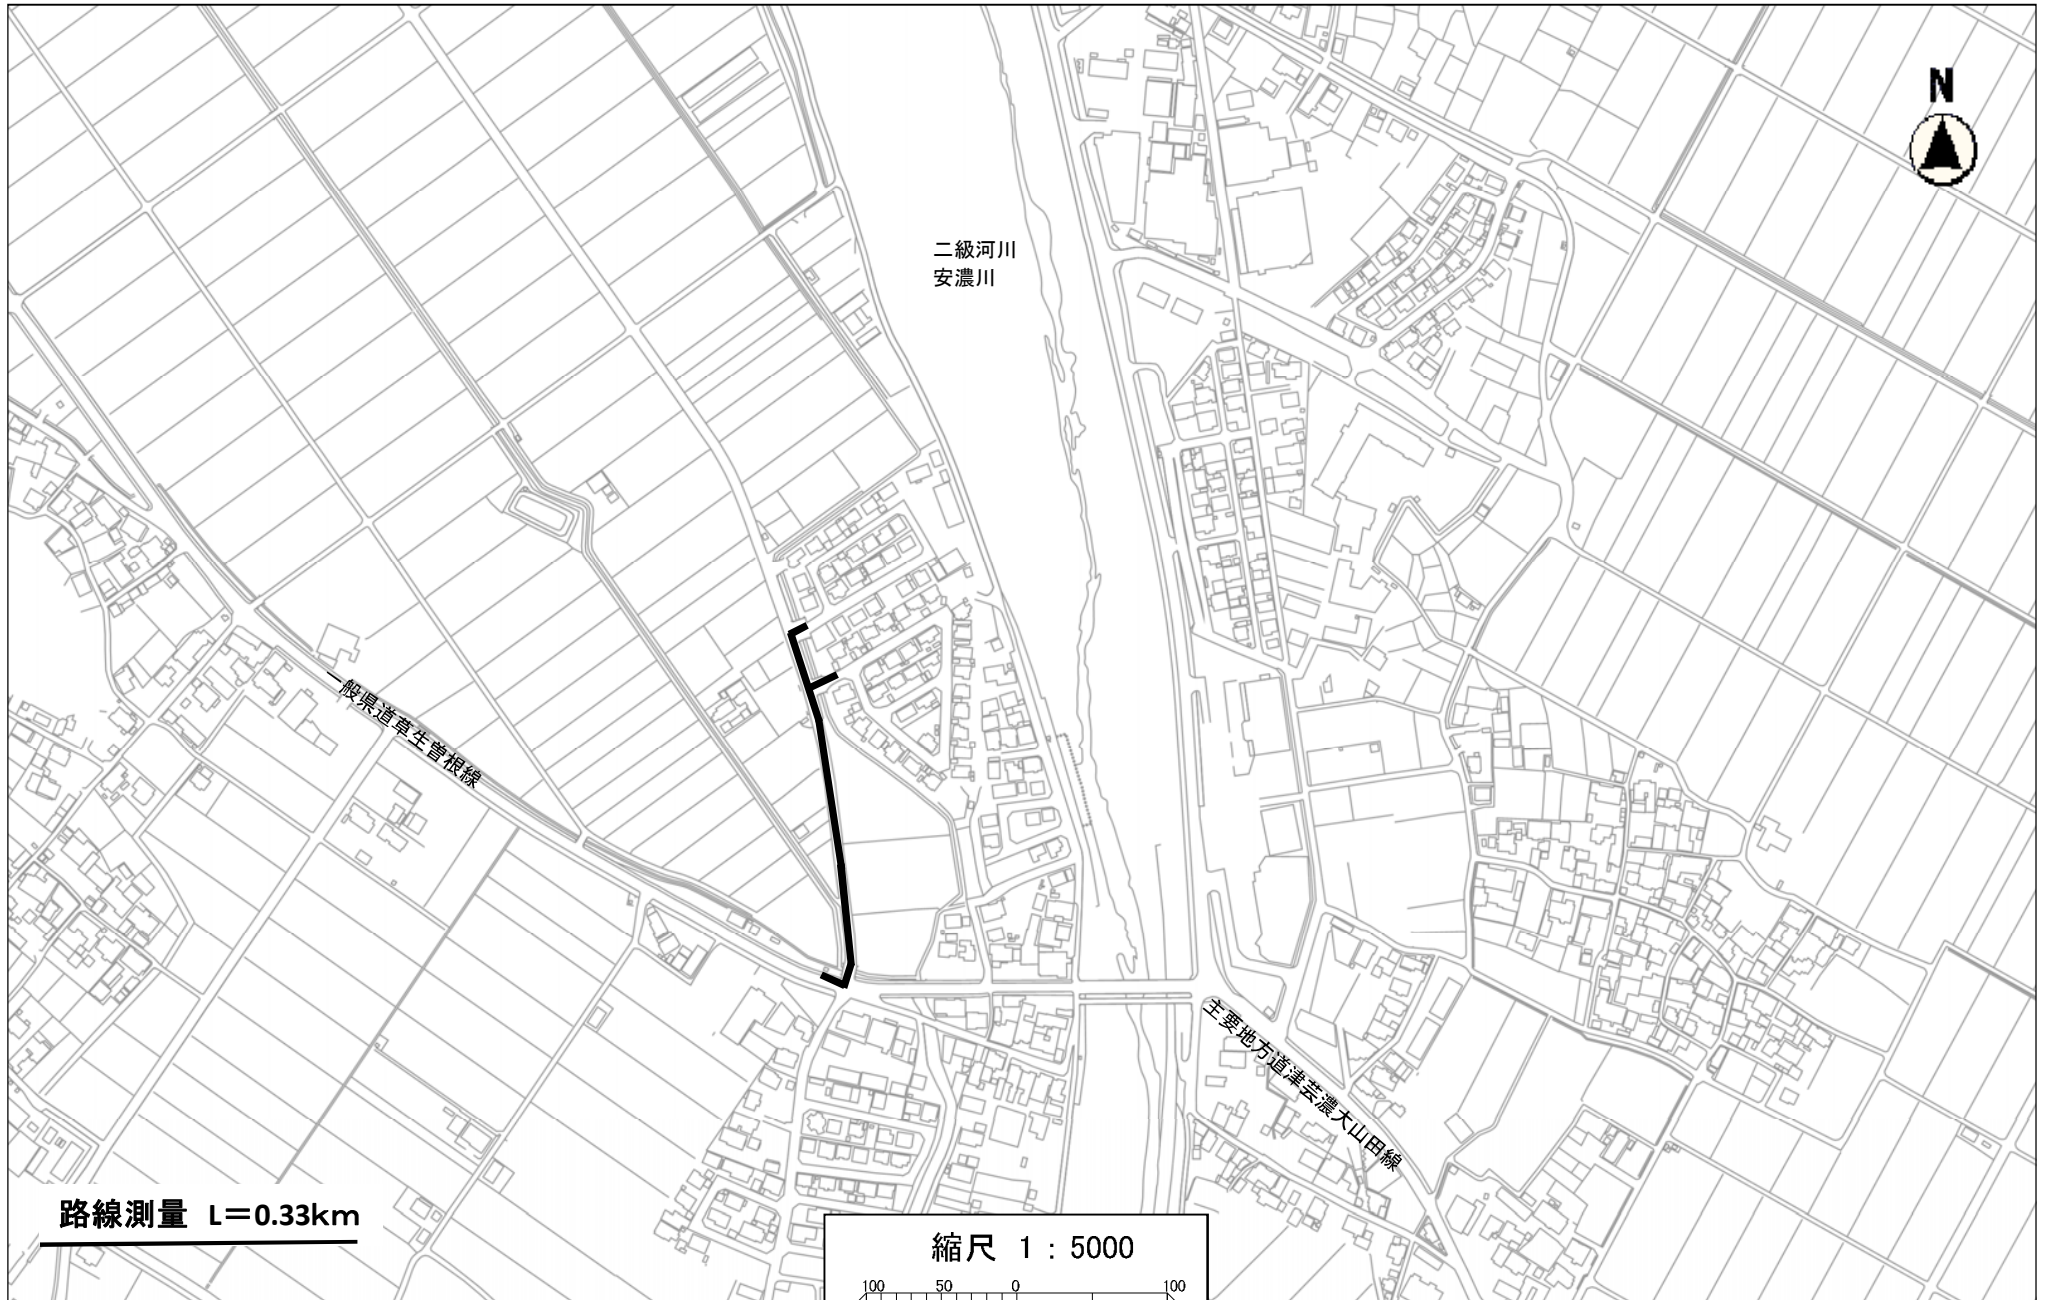 N
二級河川
安濃川
一般県道草生曽根線
主要地方道津芸濃大山田線
路線測量 L=0.33km
縮尺 1:5000
100 50 0 100